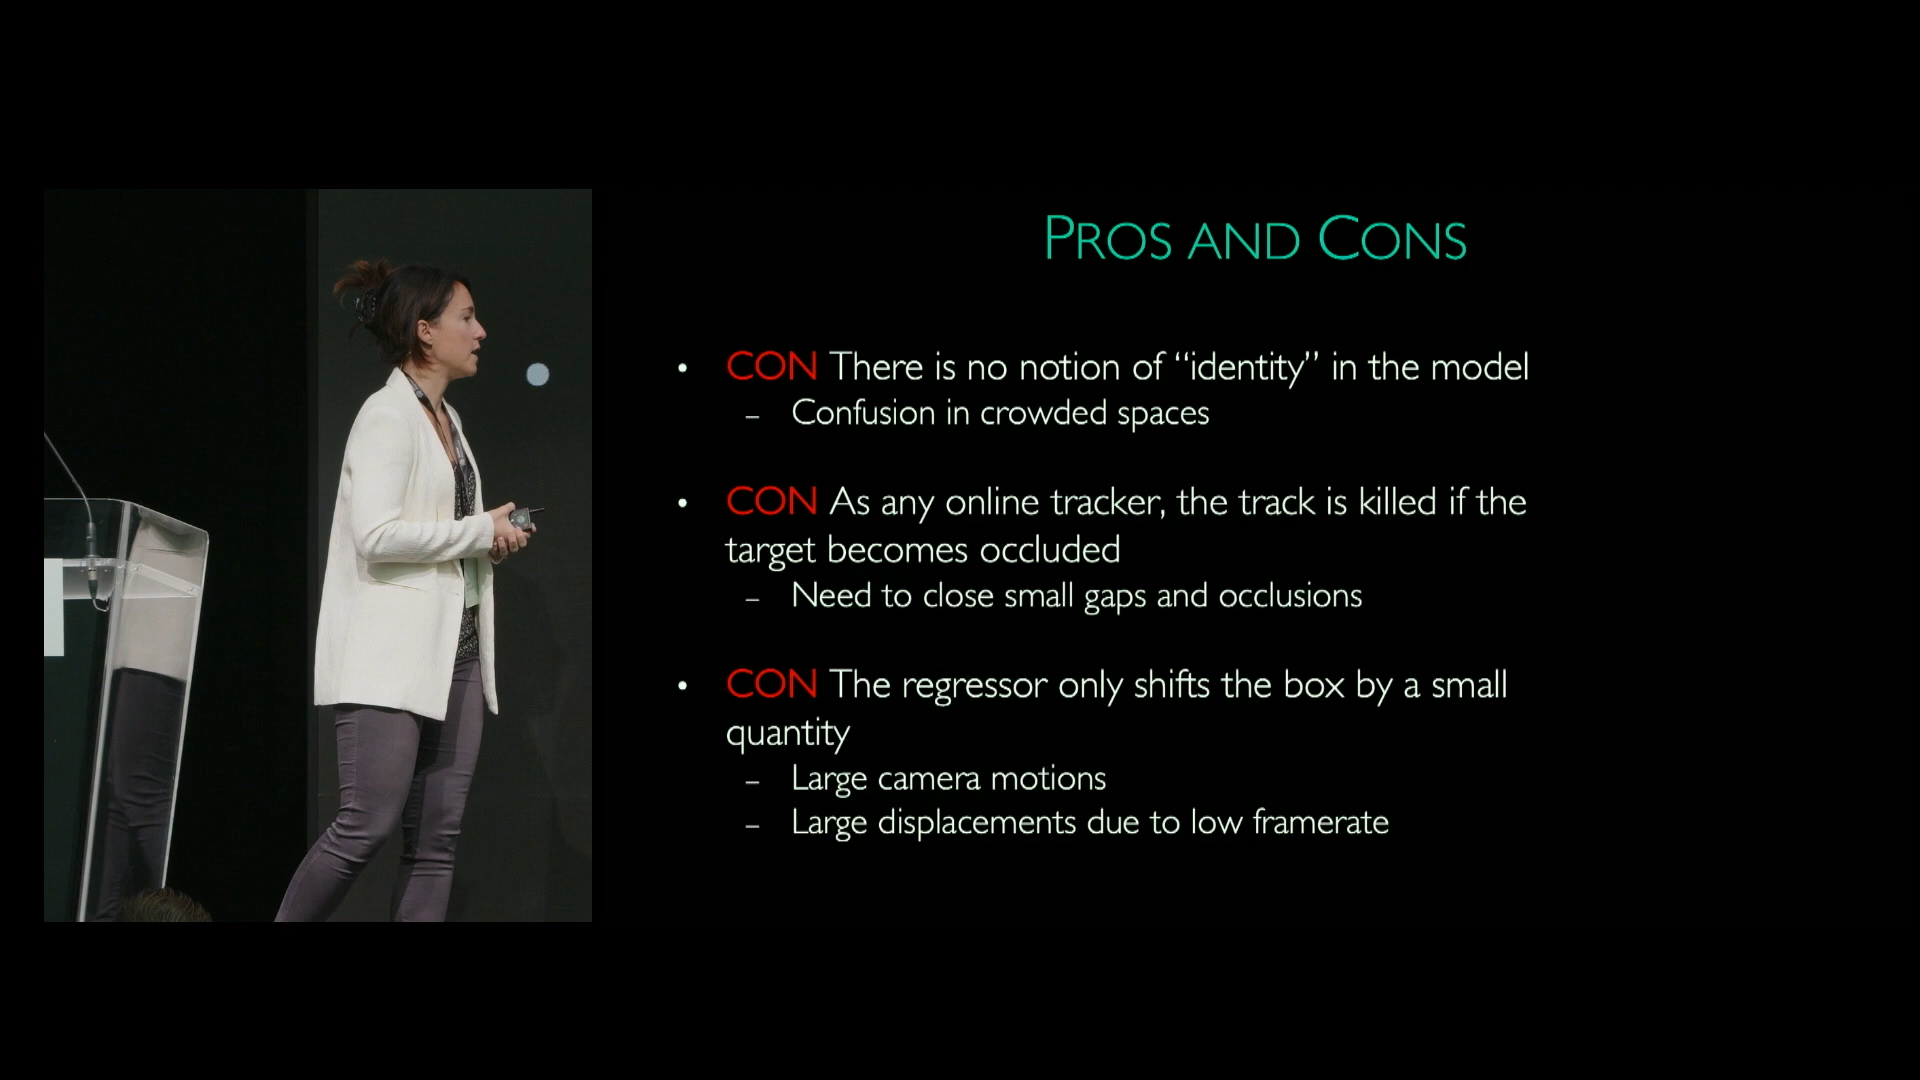 PROS AND CONS
• CON There is no notion of “identity” in the model
– Confusion in crowded spaces
• CON As any online tracker, the track is killed if the
target becomes occluded
– Need to close small gaps and occlusions
• CON The regressor only shifts the box by a small
quantity
– Large camera motions
– Large displacements due to low framerate